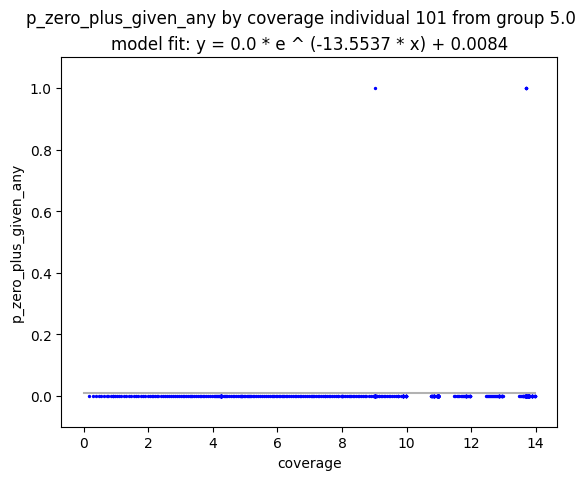 p_zero_plus_given_any by coverage individual 101 from group 5.0
model fit: y = 0.0 * e ^ (-13.5537 * x) + 0.0084
p_zero_plus_given_any
1.0
0.8
0.6
0.4
0.2
0.0
0 2 4 6 8 10 12 14
coverage